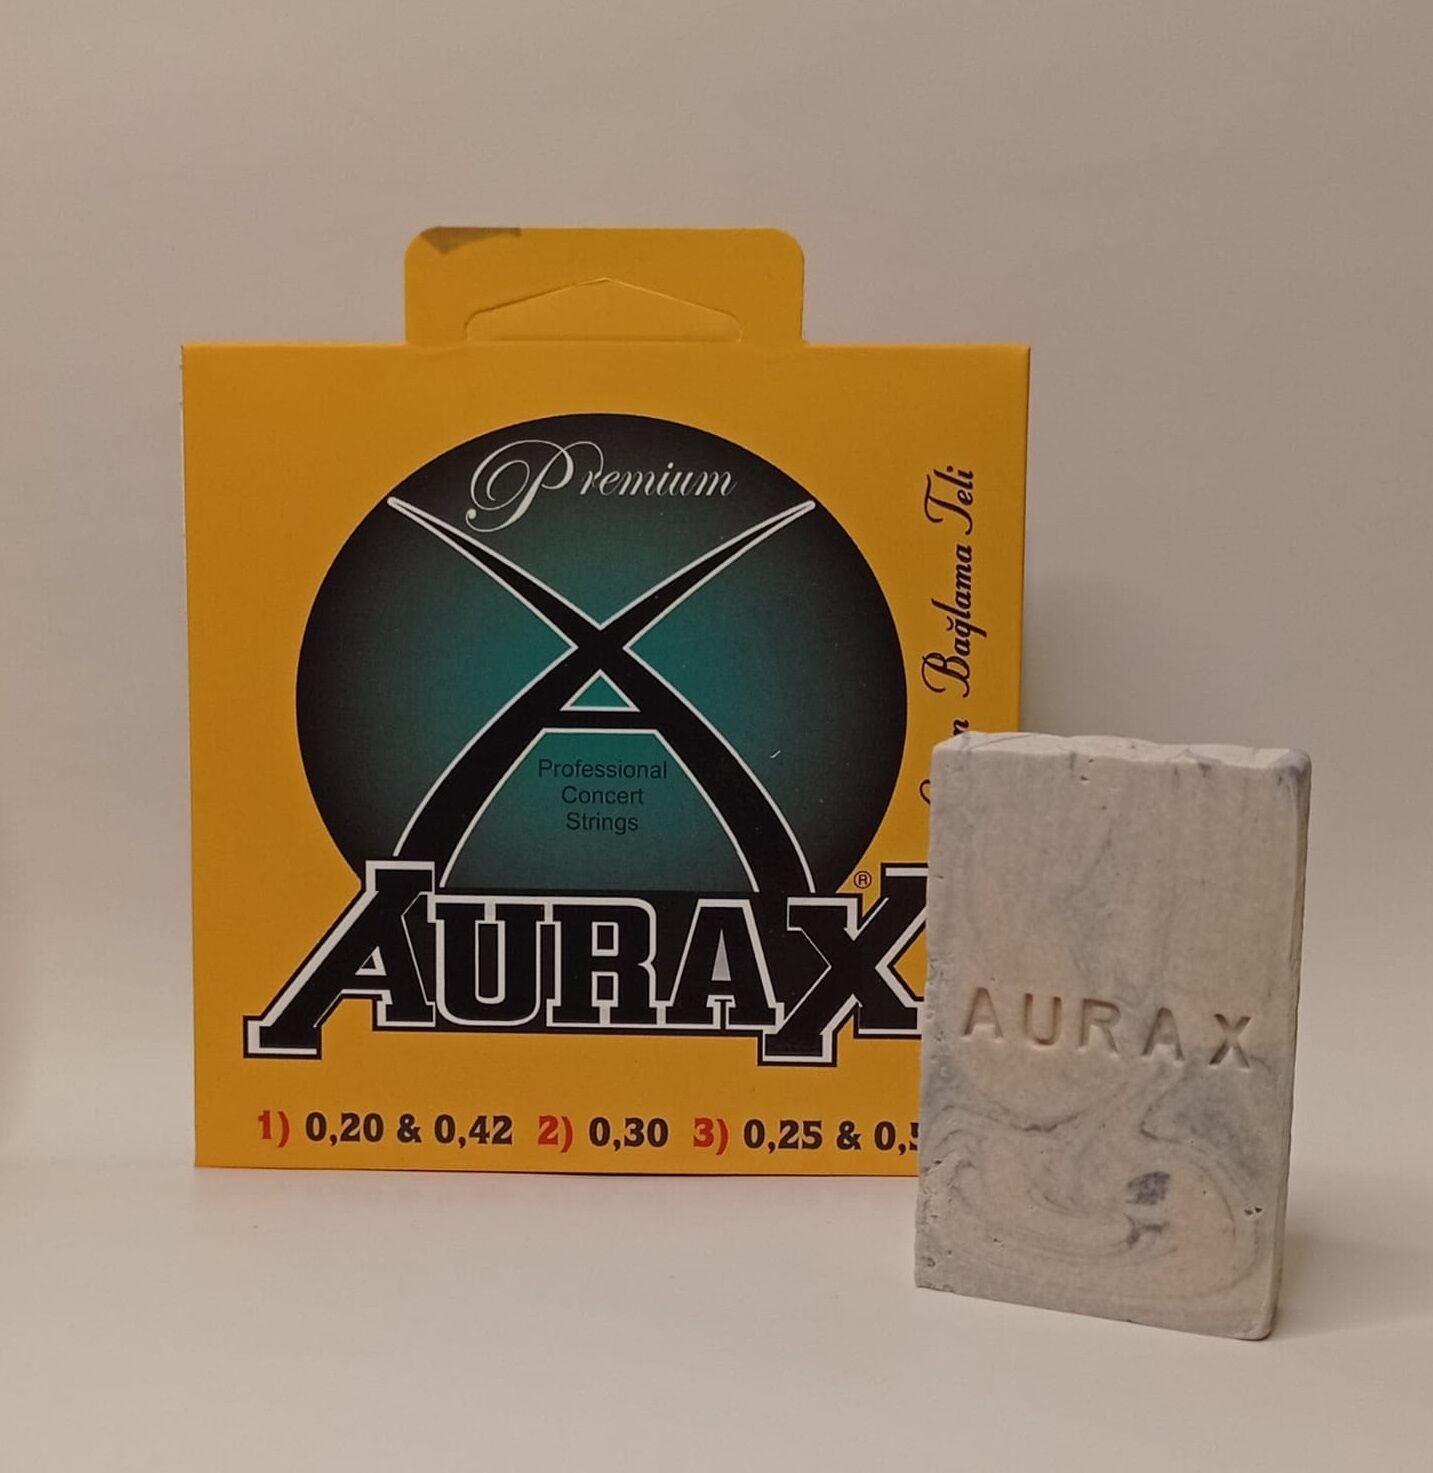 Premium
Professional
Concert
Strings
AURAX®
1) 0,20 & 0,42 2) 0,30 3) 0,25 & 0,
Bağlama Teli
AURAX